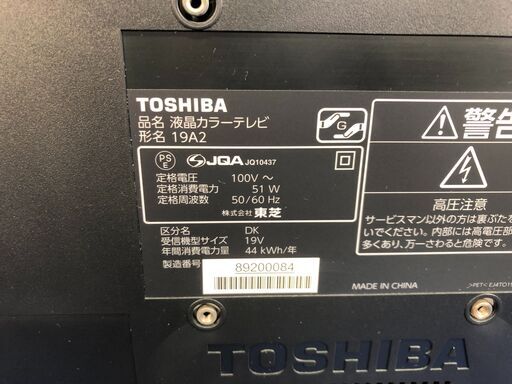 TOSHIBA
品名 液晶カラーテレビ
形名 19A2
G
PS
E
JQA JQ10437
定格電圧 100V ～
定格消費電力 51 W
定格周波数 50/60 Hz
株式会社 東芝
区分名 DK
受信機型サイズ 19V
年間消費電力量 44 kWh/年
製造番号
89200084
警告
高圧注意
サービスマン以外の方は裏ぶた
いでください。内部には高電圧部
多くあり、万一さわると危険で
MADE IN CHINA
TOSHIBA